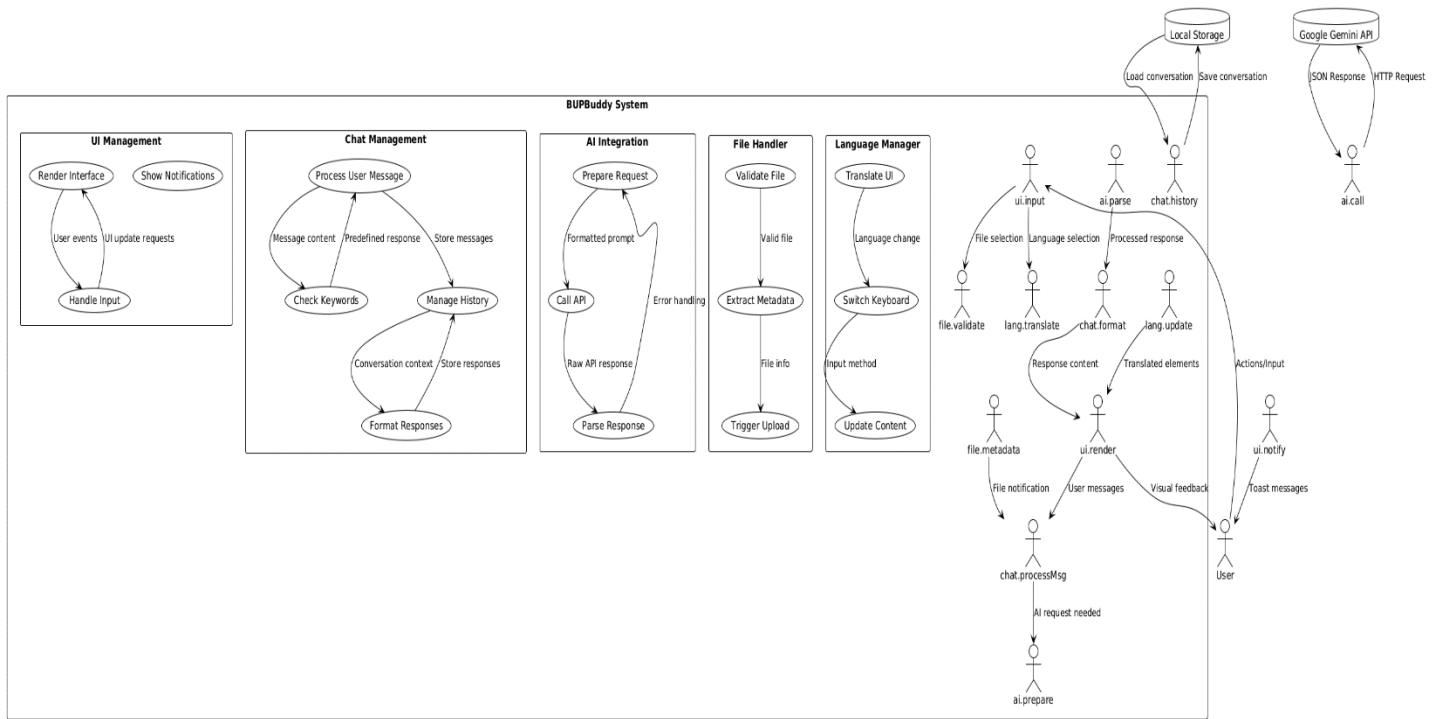 Local Storage
Google Gemini API
Load conversation
Save conversation
JSON Response
HTTP Request
BUPBuddy System
UI Management
Render Interface
Show Notifications
User events
UI update requests
Handle Input
Chat Management
Process User Message
Message content
Predefined response
Store messages
Check Keywords
Manage History
Conversation context
Store responses
Format Responses
AI Integration
Prepare Request
Formatted prompt
Call API
Error handling
Raw API response
Parse Response
File Handler
Validate File
Valid file
Extract Metadata
File info
Trigger Upload
Language Manager
Translate UI
Language change
Switch Keyboard
Input method
Update Content
ui.input
ai.parse
chat.history
ai.call
File selection
Language selection
Processed response
file.validate
lang.translate
chat.format
lang.update
Response content
Translated elements
Actions/Input
file.metadata
ui.render
ui.notify
File notification
User messages
Visual feedback
Toast messages
chat.processMsg
User
AI request needed
ai.prepare